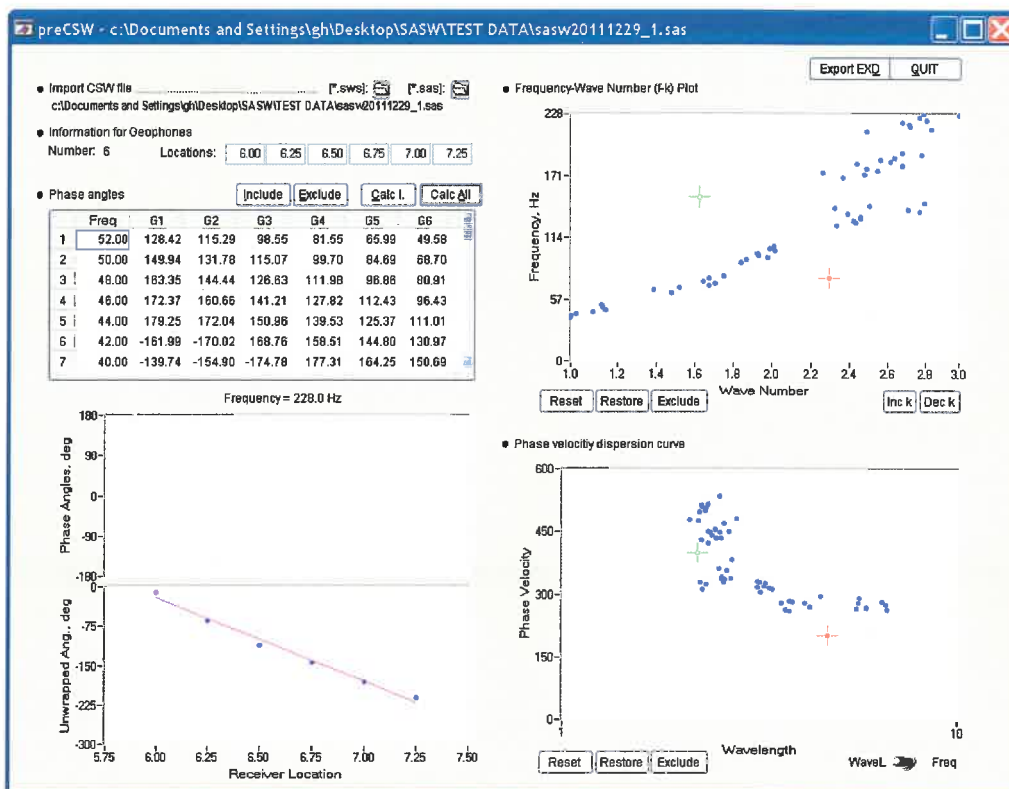 preCSW - c:\Documents and Settings\gh\Desktop\SASW\TEST DATA\sasw20111229_1.sas
Export EXD QUIT
Import CSW file [*.sws]: [*.sas]:
c:\Documents and Settings\gh\Desktop\SASW\TEST DATA\sasw20111229_1.sas
Information for Geophones
Number: 6 Locations: 6.00 6.25 6.50 6.75 7.00 7.25
Phase angles Include Exclude Calc I. Calc All
Freq G1 G2 G3 G4 G5 G6
1 52.00 128.42 115.29 98.55 81.55 65.99 49.58
2 50.00 149.94 131.78 115.07 99.70 84.69 68.70
3 48.00 163.35 144.44 126.63 111.98 96.86 80.91
4 46.00 172.37 160.66 141.21 127.82 112.43 96.43
5 44.00 179.25 172.04 150.96 139.53 125.37 111.01
6 42.00 -161.99 -170.02 168.76 158.51 144.80 130.97
7 40.00 -139.74 -154.90 -174.78 177.31 164.25 150.69
Frequency = 228.0 Hz
Phase Angles, deg
180
90
0
-90
-180
Unwrapped Ang., deg
0
-75
-150
-225
-300
5.75 6.00 6.25 6.50 6.75 7.00 7.25 7.50
Receiver Location
Frequency-Wave Number (f-k) Plot
Frequency, Hz
228
171
114
57
0
1.0 1.2 1.4 1.6 1.8 2.0 2.2 2.4 2.6 2.8 3.0
Wave Number
Reset Restore Exclude Inc k Dec k
Phase velocitiy dispersion curve
Phase Velocity
600
450
300
150
0
1 10
Wavelength
Reset Restore Exclude WaveL Freq